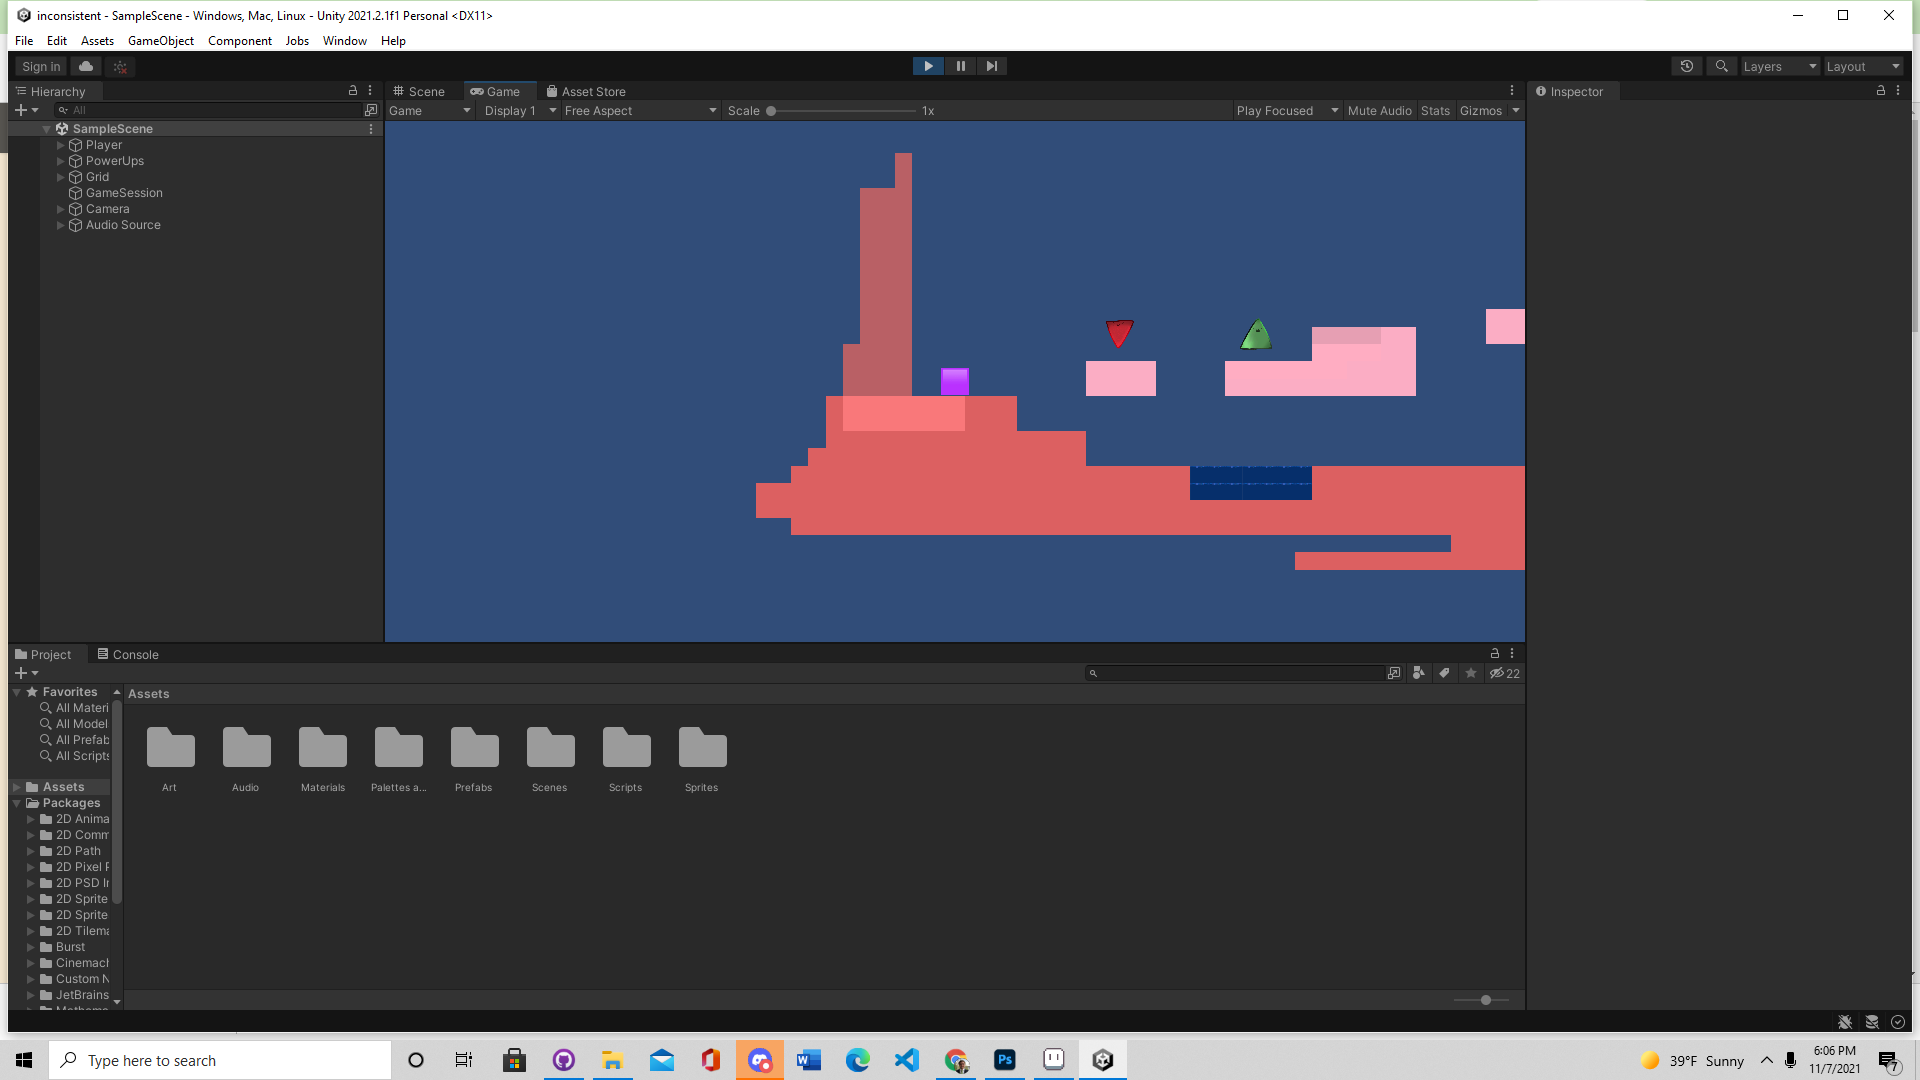 inconsistent - SampleScene - Windows, Mac, Linux - Unity 2021.2.1f1 Personal <DX11>
File Edit Assets GameObject Component Jobs Window Help
Sign in
Layers
Layout
Hierarchy
Scene
Game
Asset Store
Inspector
All
Game
Display 1
Free Aspect
Scale
1x
Play Focused
Mute Audio
Stats
Gizmos
SampleScene
Player
PowerUps
Grid
GameSession
Camera
Audio Source
Project
Console
22
Favorites
All Materi
All Model
All Prefab
All Scripts
Assets
Packages
2D Anima
2D Comm
2D Path
2D Pixel P
2D PSD Im
2D Sprite
2D Sprite
2D Tilema
Burst
Cinemach
Custom N
JetBrains
Assets
Art
Audio
Materials
Palettes a...
Prefabs
Scenes
Scripts
Sprites
Type here to search
Ps
39°F Sunny
6:06 PM
11/7/2021
7